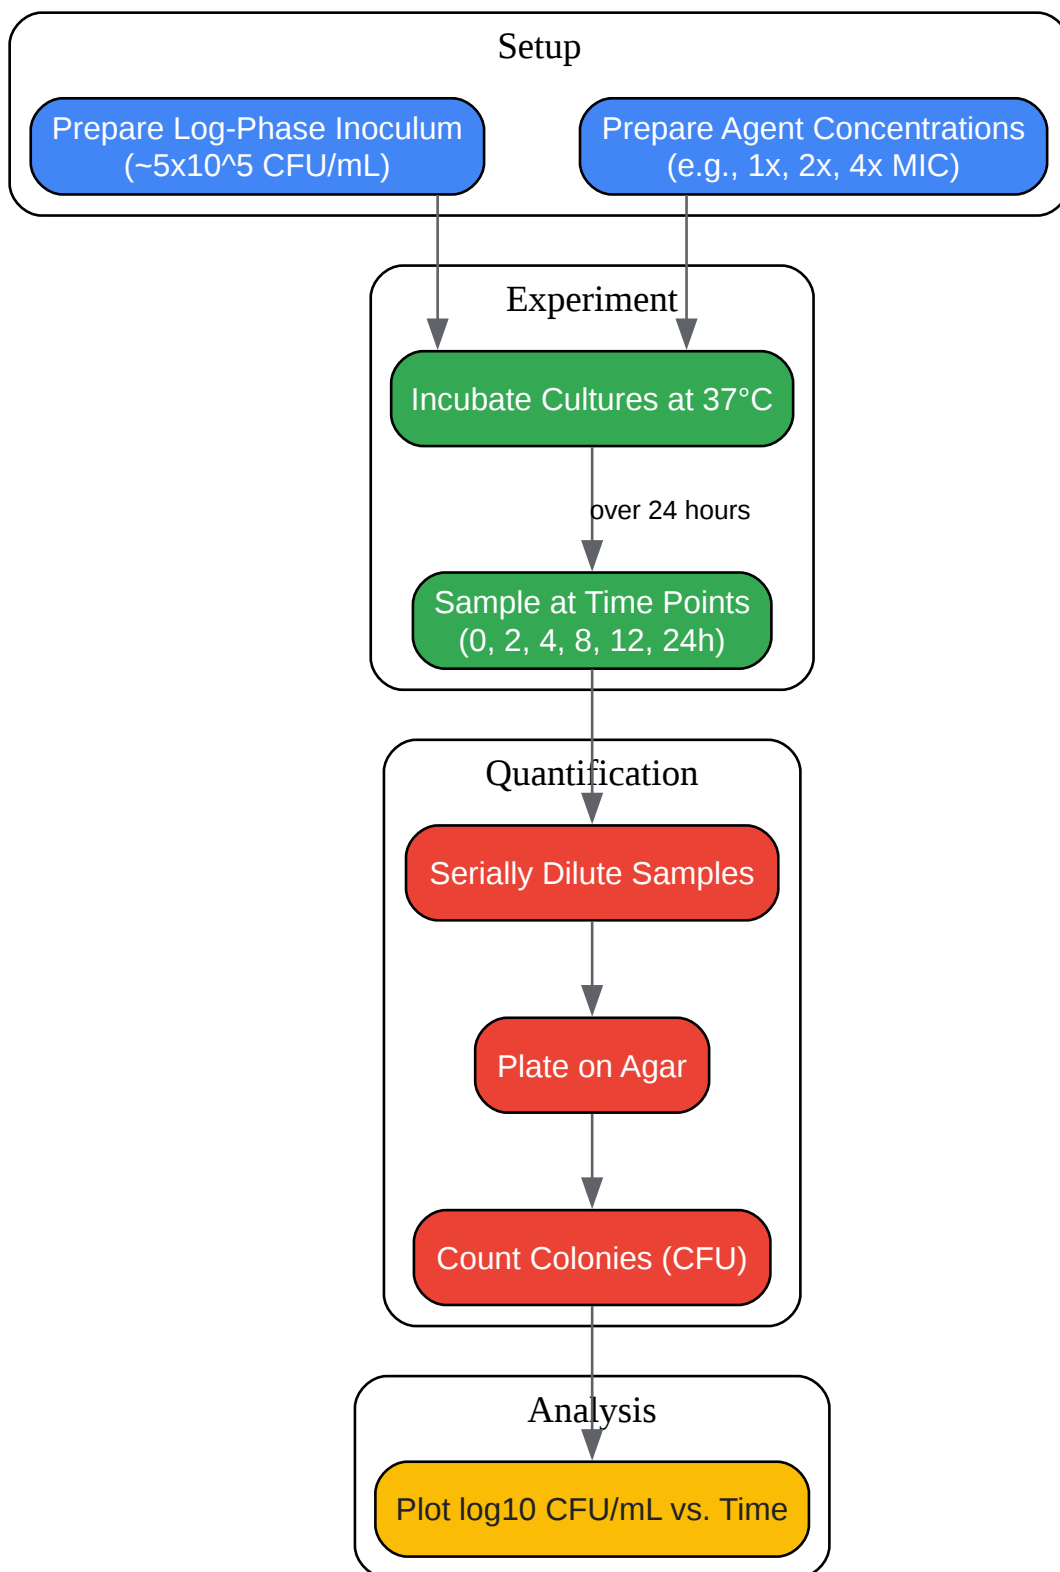 Setup
Prepare Log-Phase Inoculum
(~5x10^5 CFU/mL)
Prepare Agent Concentrations
(e.g., 1x, 2x, 4x MIC)
Experiment
Incubate Cultures at 37°C
over 24 hours
Sample at Time Points
(0, 2, 4, 8, 12, 24h)
Quantification
Serially Dilute Samples
Plate on Agar
Count Colonies (CFU)
Analysis
Plot log10 CFU/mL vs. Time